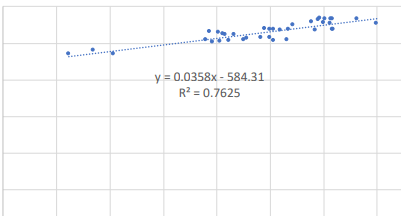 y = 0.0358x - 584.31
R² = 0.7625